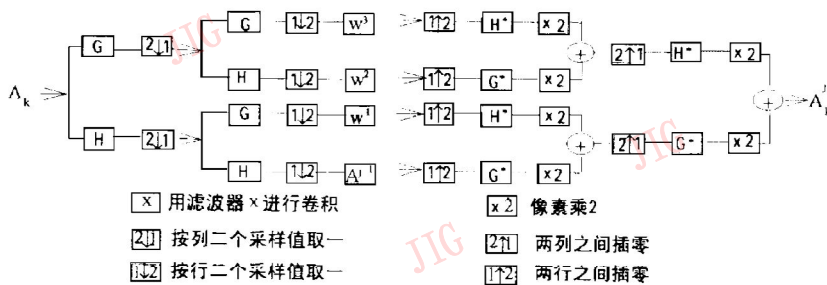 G 1↓2 W³ 1↑2 H* ×2
G 2↓1 2↑1 H* ×2
H 1↓2 W² 1↑2 G* ×2
A_k A
G 1↓2 W¹ 1↑2 H* ×2
H 2↓1 2↑1 G* ×2
H 1↓2 1↑2 G* ×2
X 用滤波器×进行卷积 ×2 像素乘2
2↓1 按列二个采样值取一 2↑1 两列之间插零
1↓2 按行二个采样值取一 1↑2 两行之间插零
JIG
JIG
JIG